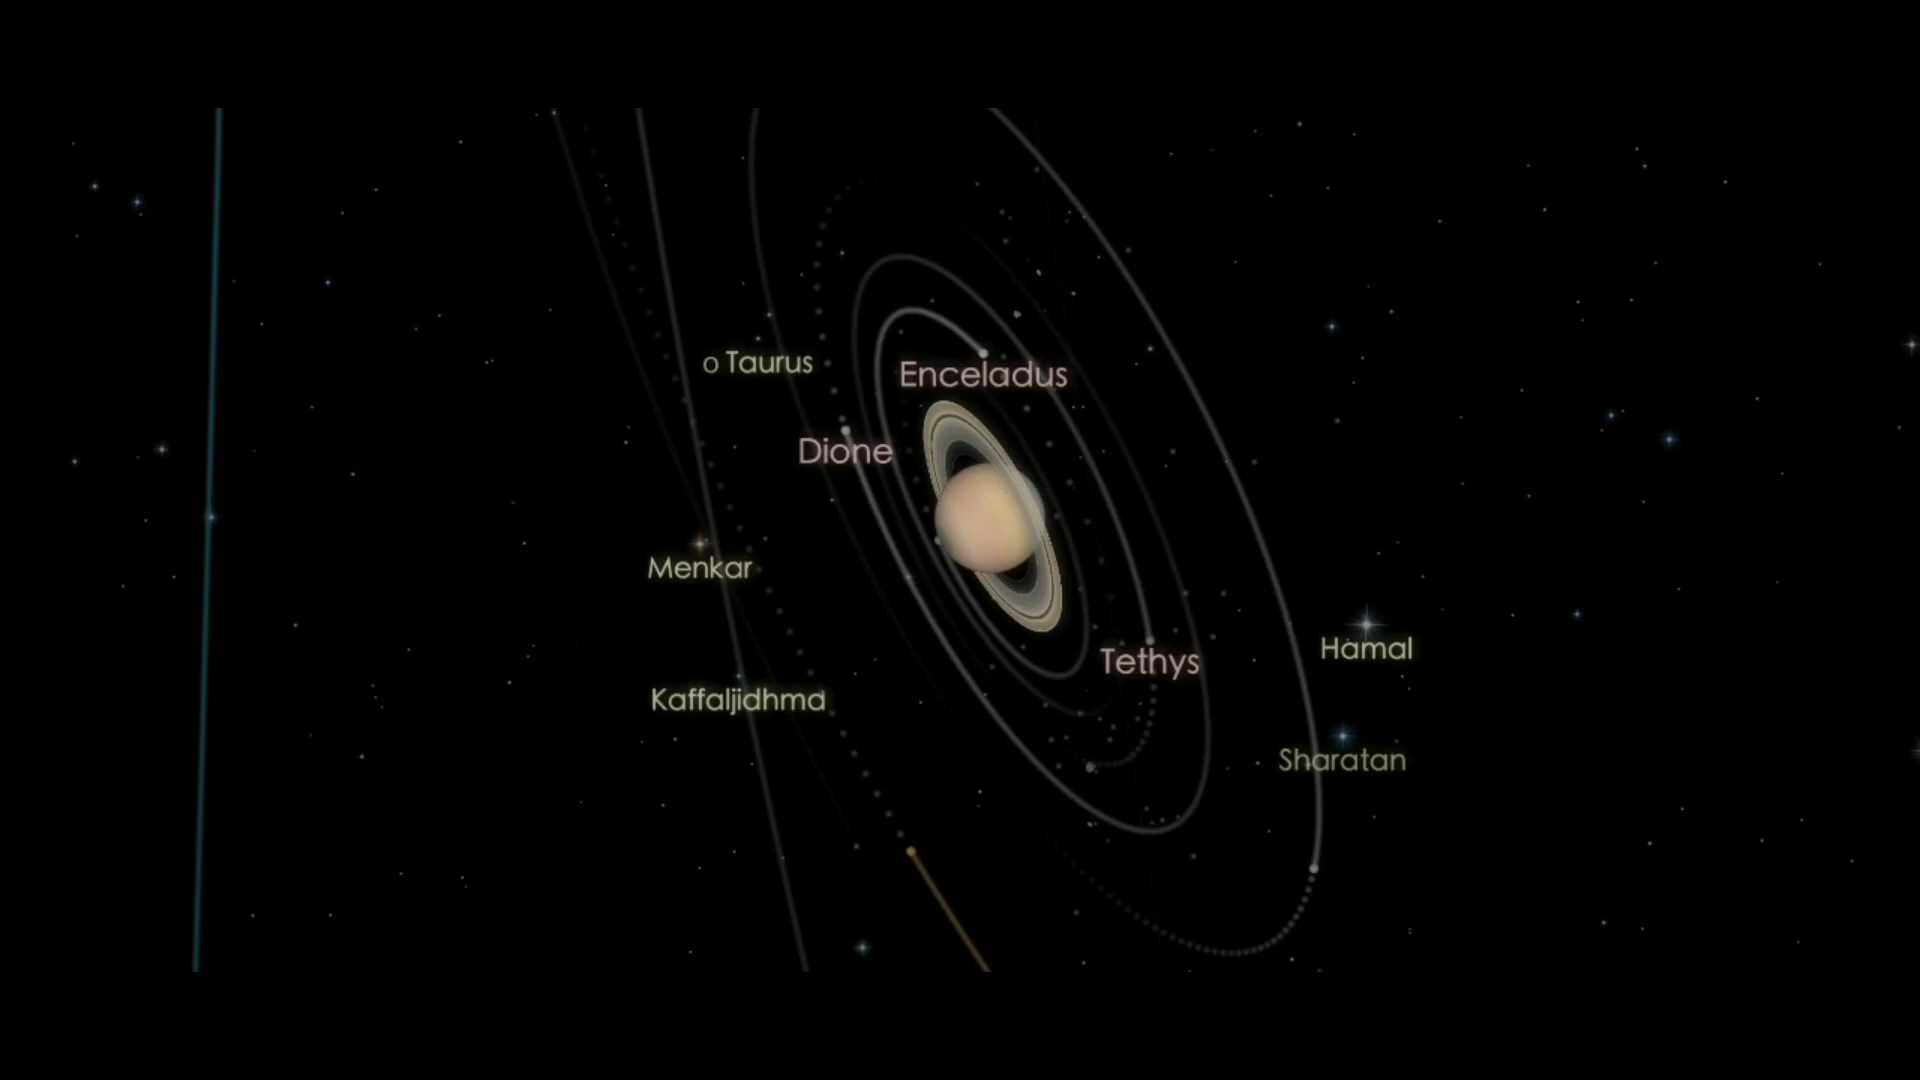 o Taurus
Enceladus
Dione
Menkar
Tethys
Hamal
Kaffaljidhma
Sharatan